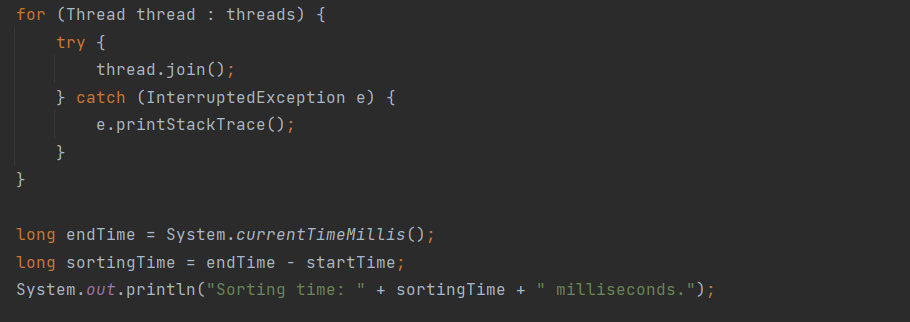 for (Thread thread : threads) {
    try {
        thread.join();
    } catch (InterruptedException e) {
        e.printStackTrace();
    }
}

long endTime = System.currentTimeMillis();
long sortingTime = endTime - startTime;
System.out.println("Sorting time: " + sortingTime + " milliseconds.");